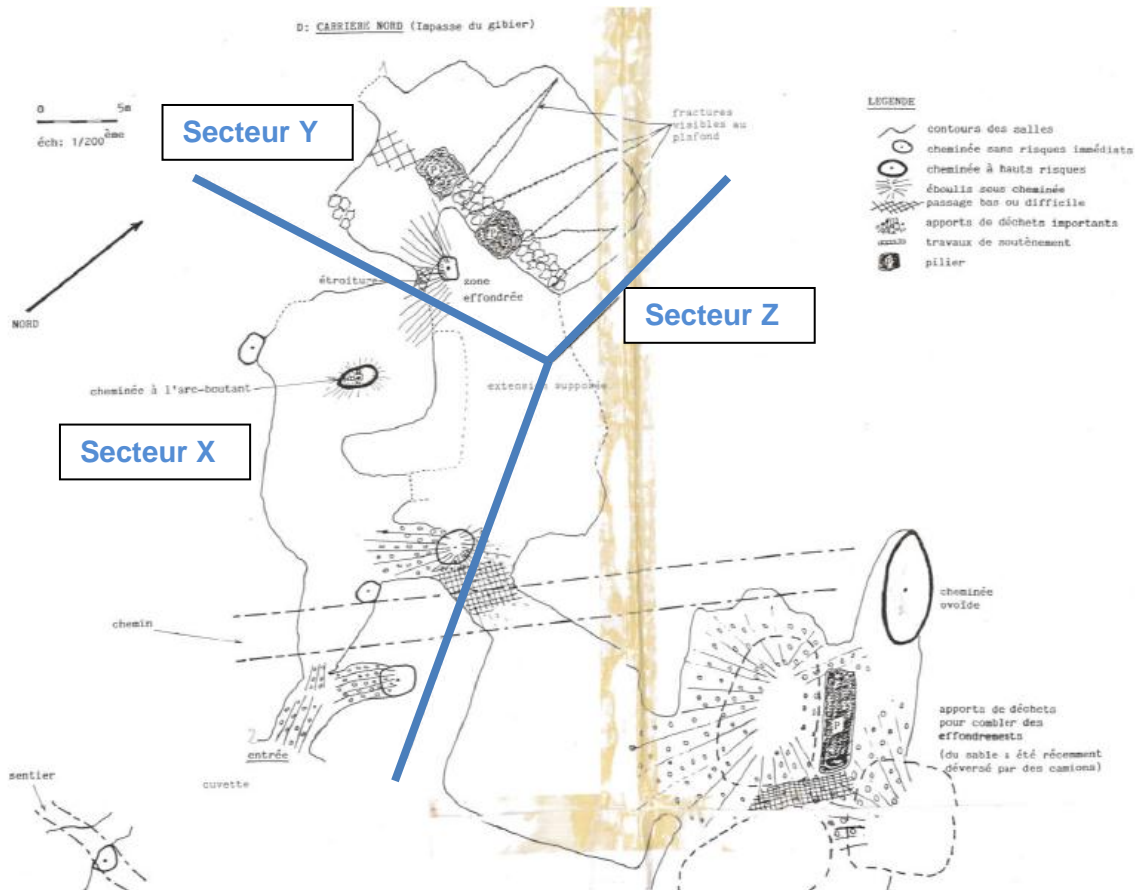 D: CARRIERE NORD (Impasse du gibier)
0 5m
éch: 1/200ème
Secteur Y
fractures
visibles au
plafond
LEGENDE
contours des salles
cheminée sans risques immédiats
cheminée à hauts risques
éboulis sous cheminée
passage bas ou difficile
apports de déchets importants
travaux de soutènement
pilier
NORD
étroiture
zone
effondrée
Secteur Z
cheminée à l'arc-boutant
extension supposée
Secteur X
chemin
cheminée
ovoïde
P
apports de déchets
pour combler des
effondrements
(du sable a été récemment
déversé par des camions)
entrée
cuvette
sentier